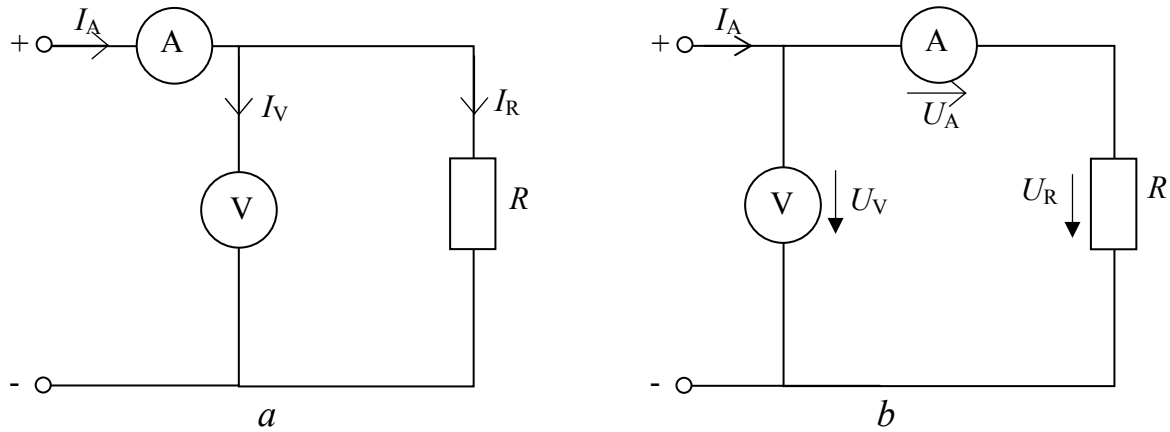 I_A
+
A
I_V
I_R
V
R
-
a
I_A
+
A
U_A
V
U_V
U_R
R
-
b